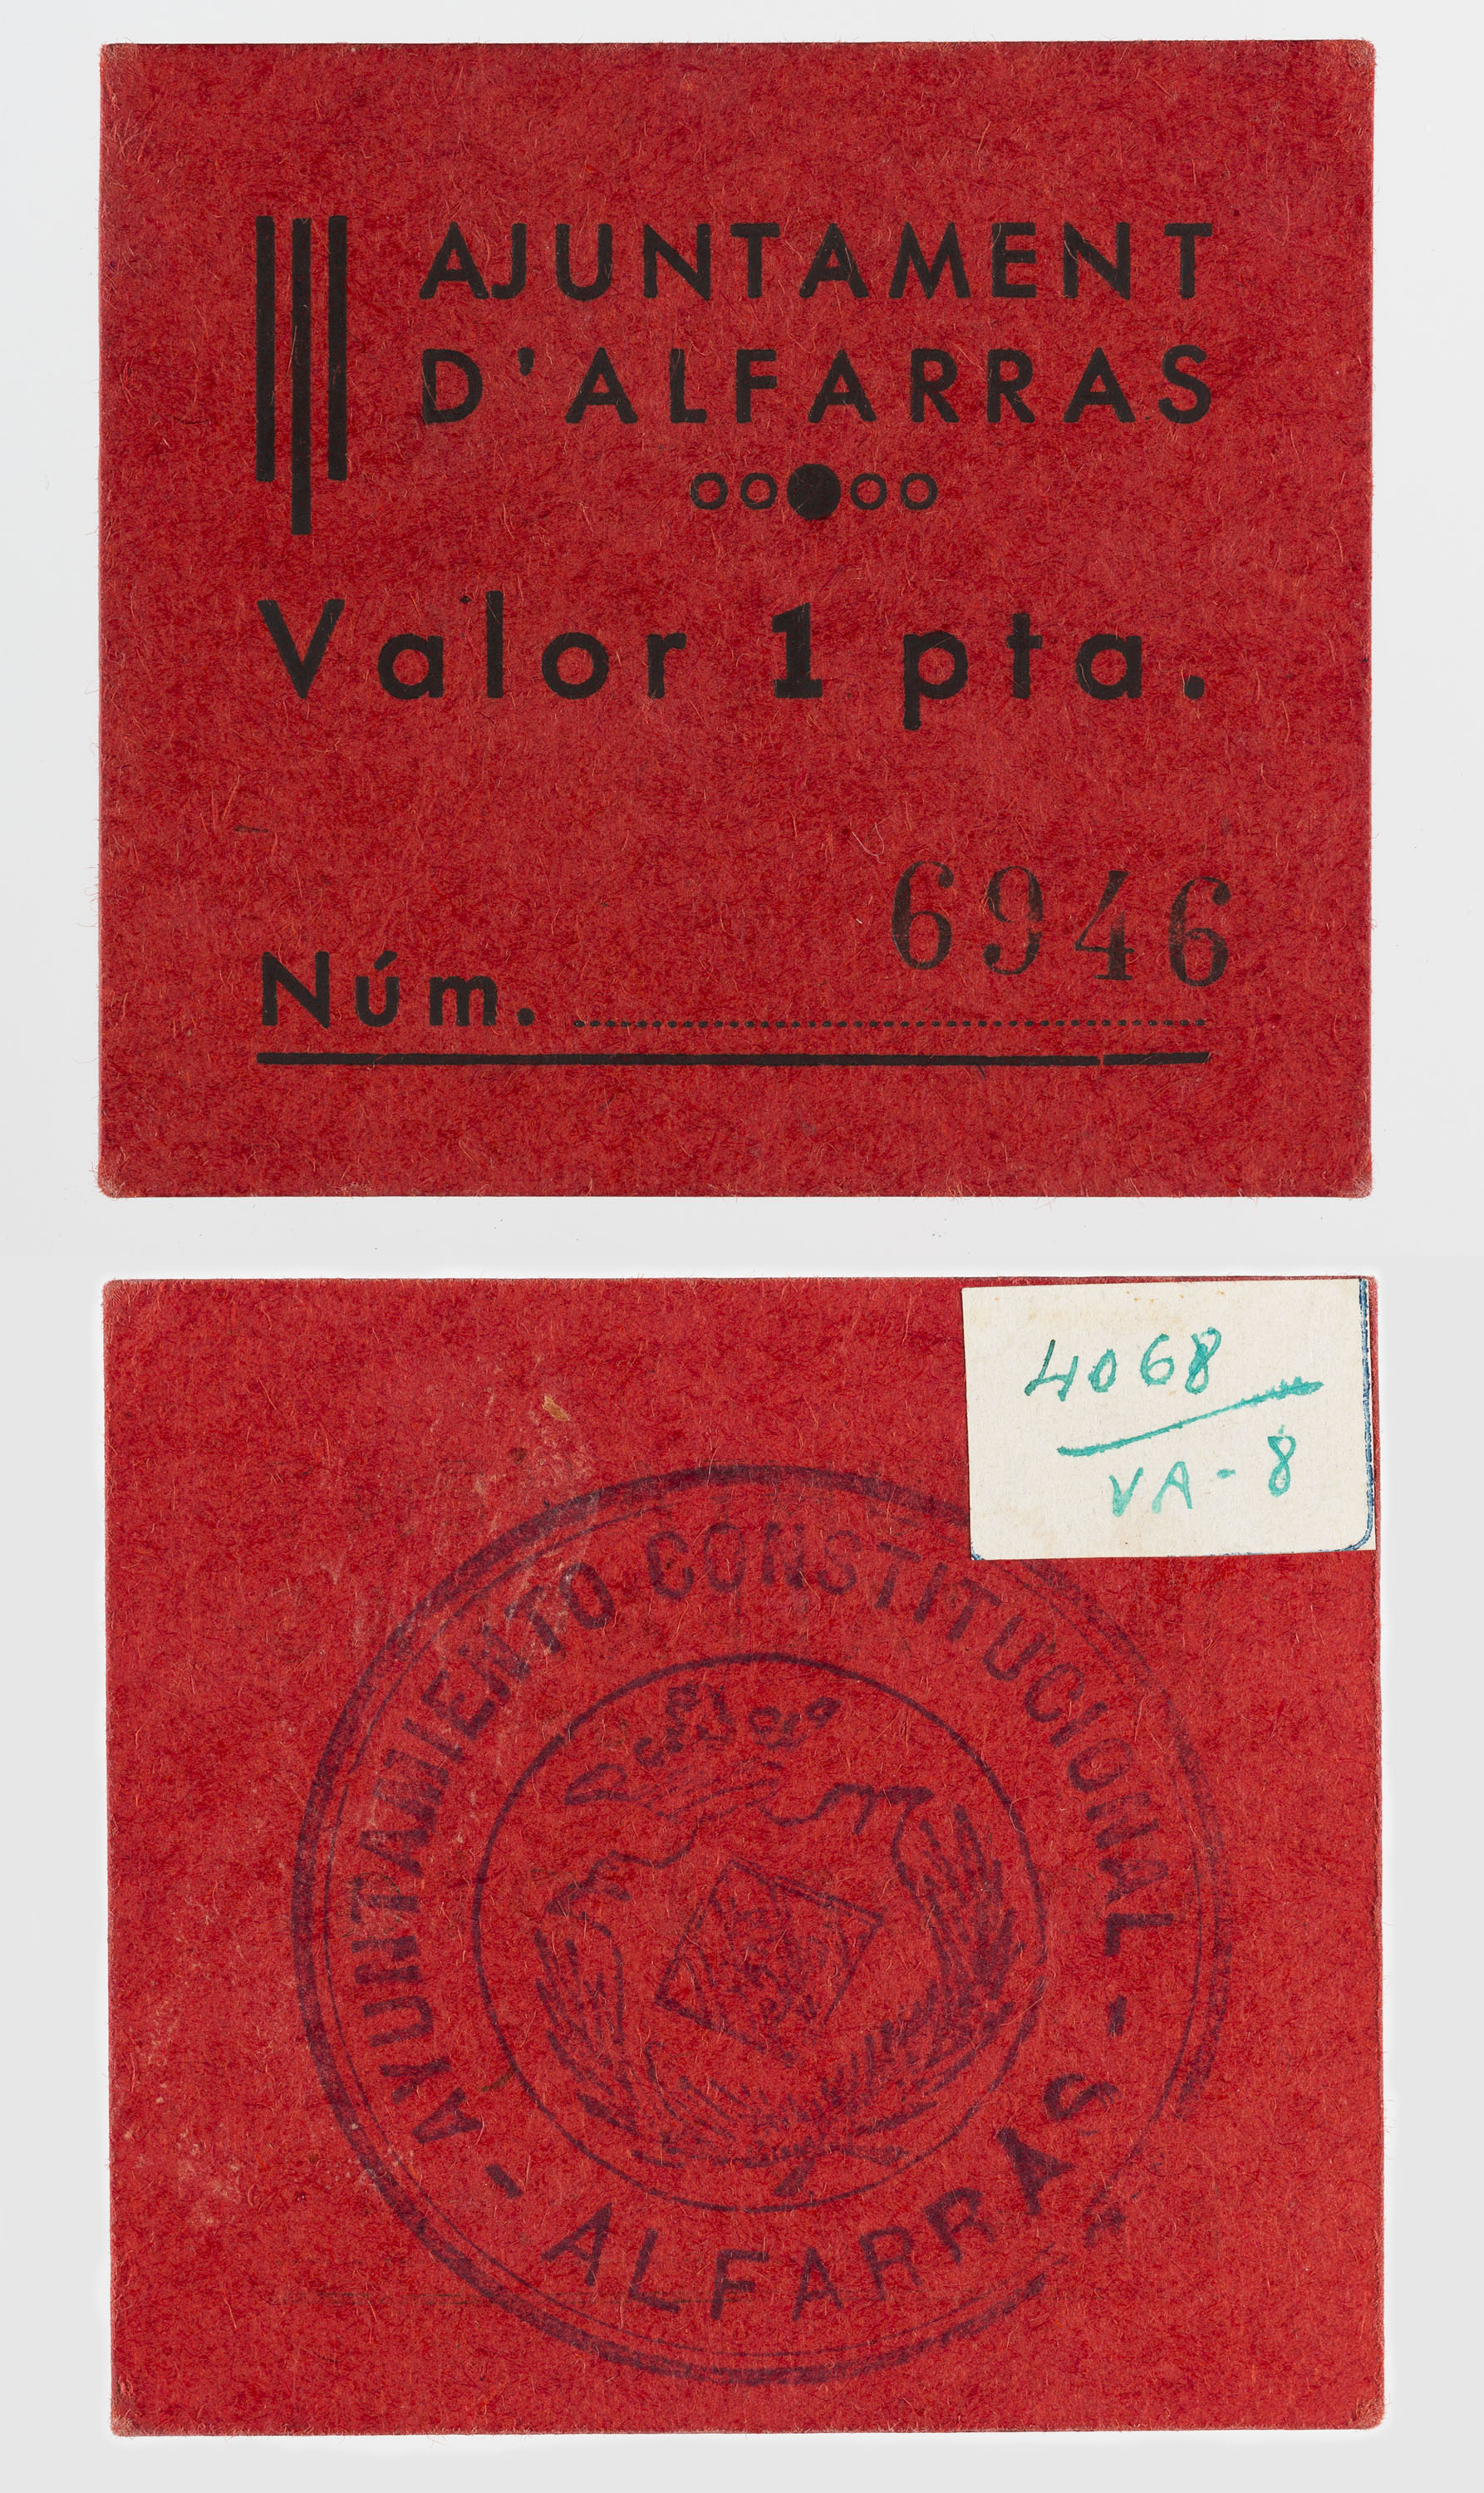 AJUNTAMENT
D'ALFARRAS
Valor 1 pta.
6946
Núm.
4068
VA-8
AYUNTAMIENTO CONSTITUCIONAL -
- ALFARRAS